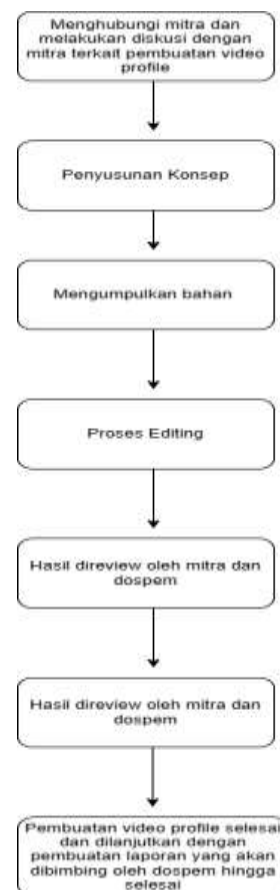 Menghubungi mitra dan
melakukan diskusi dengan
mitra terkait pembuatan video
profile
Penyusunan Konsep
Mengumpulkan bahan
Proses Editing
Hasil direview oleh mitra dan
dospem
Hasil direview oleh mitra dan
dospem
Pembuatan video profile selesai
dan dilanjutkan dengan
pembuatan laporan yang akan
dibimbing oleh dospem hingga
selesai